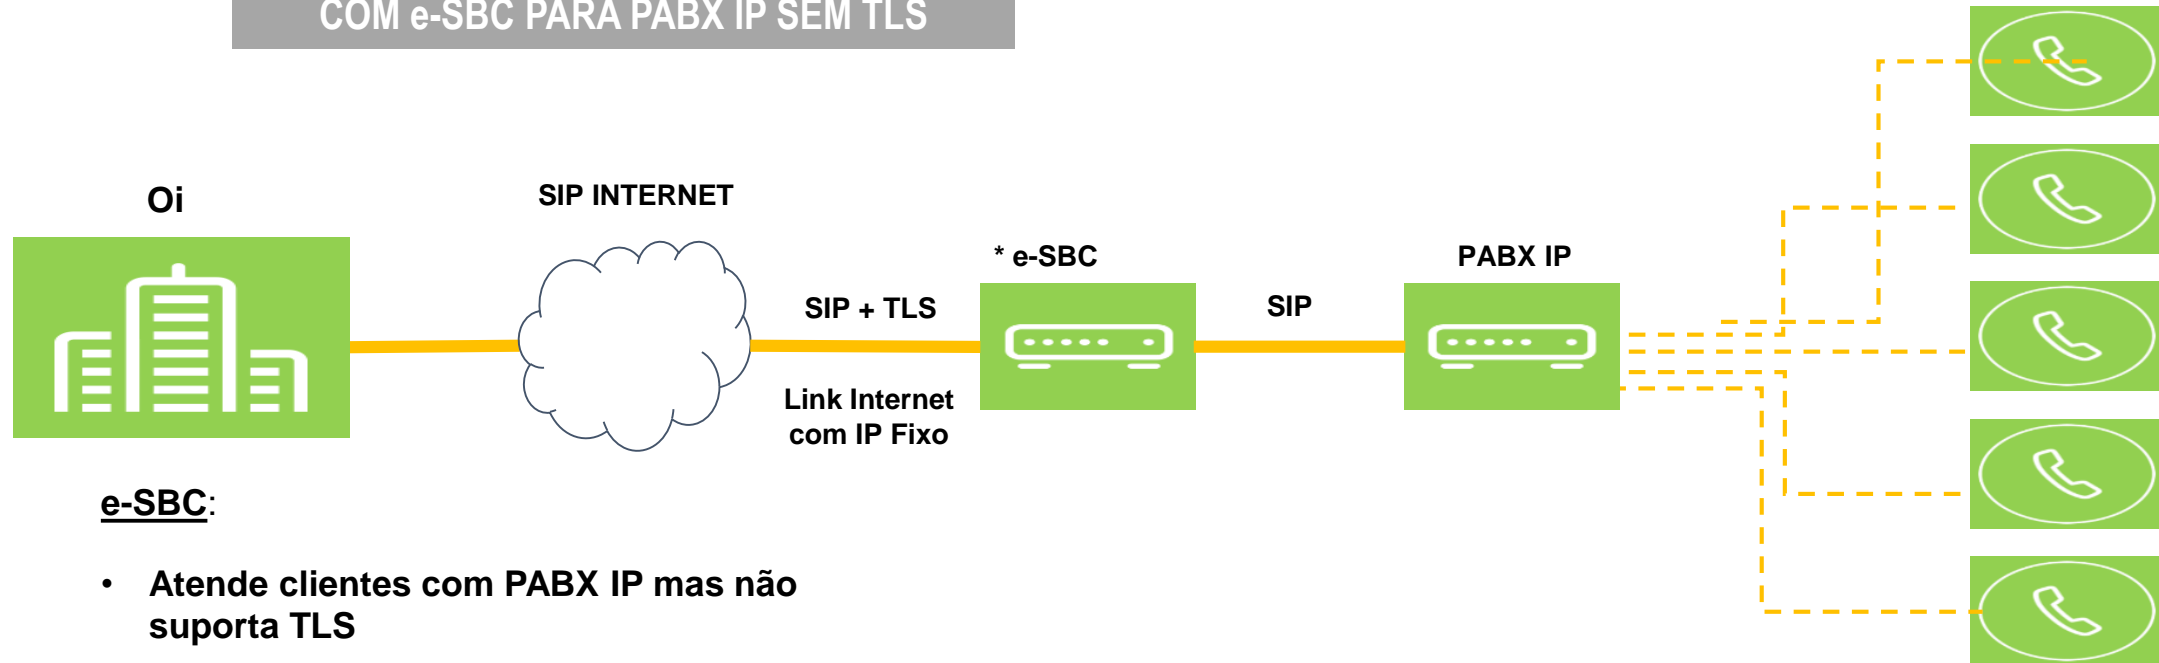 COM e-SBC PARA PABX IP SEM TLS
Oi
SIP INTERNET
* e-SBC
PABX IP
SIP + TLS
SIP
Link Internet
com IP Fixo
e-SBC:
• Atende clientes com PABX IP mas não
suporta TLS